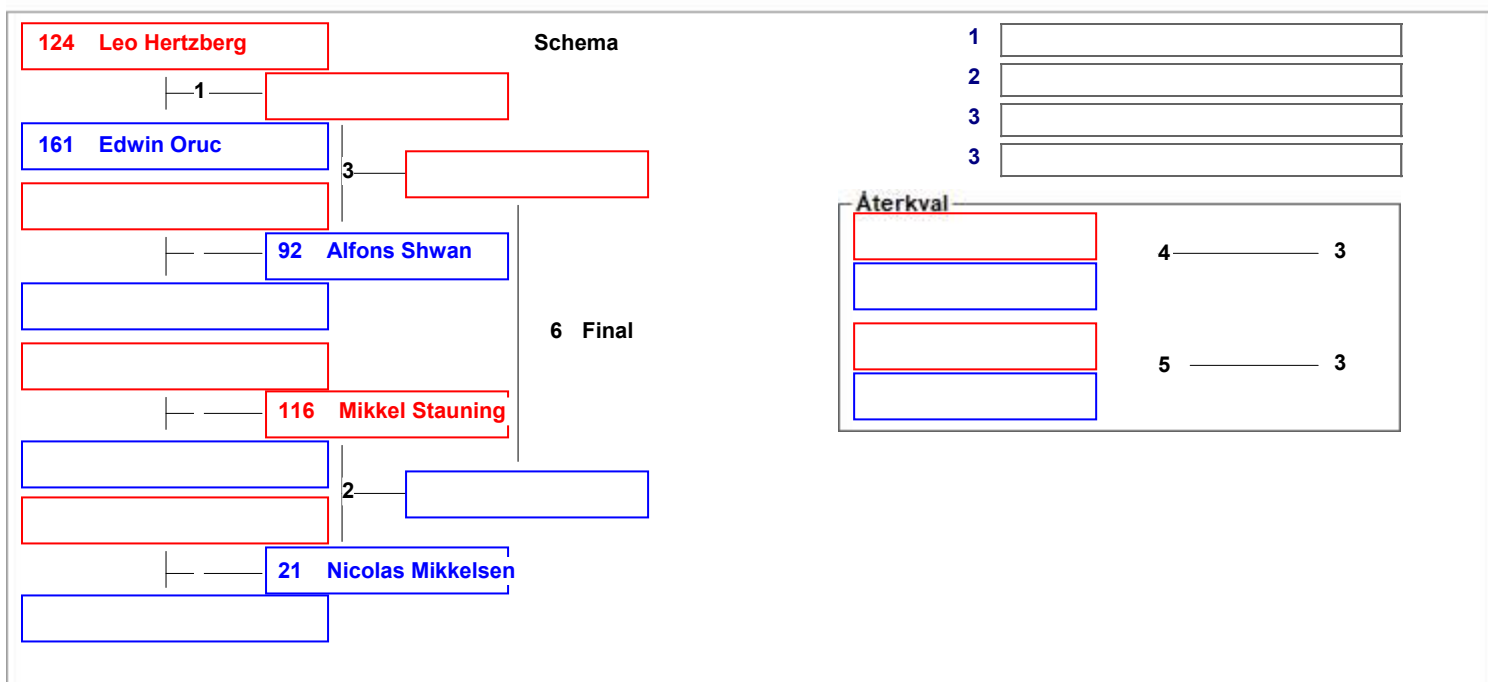 124 Leo Hertzberg
Schema
1
161 Edwin Oruc
3
92 Alfons Shwan
6 Final
116 Mikkel Stauning
2
21 Nicolas Mikkelsen
1
2
3
3
Återkval
4 3
5 3